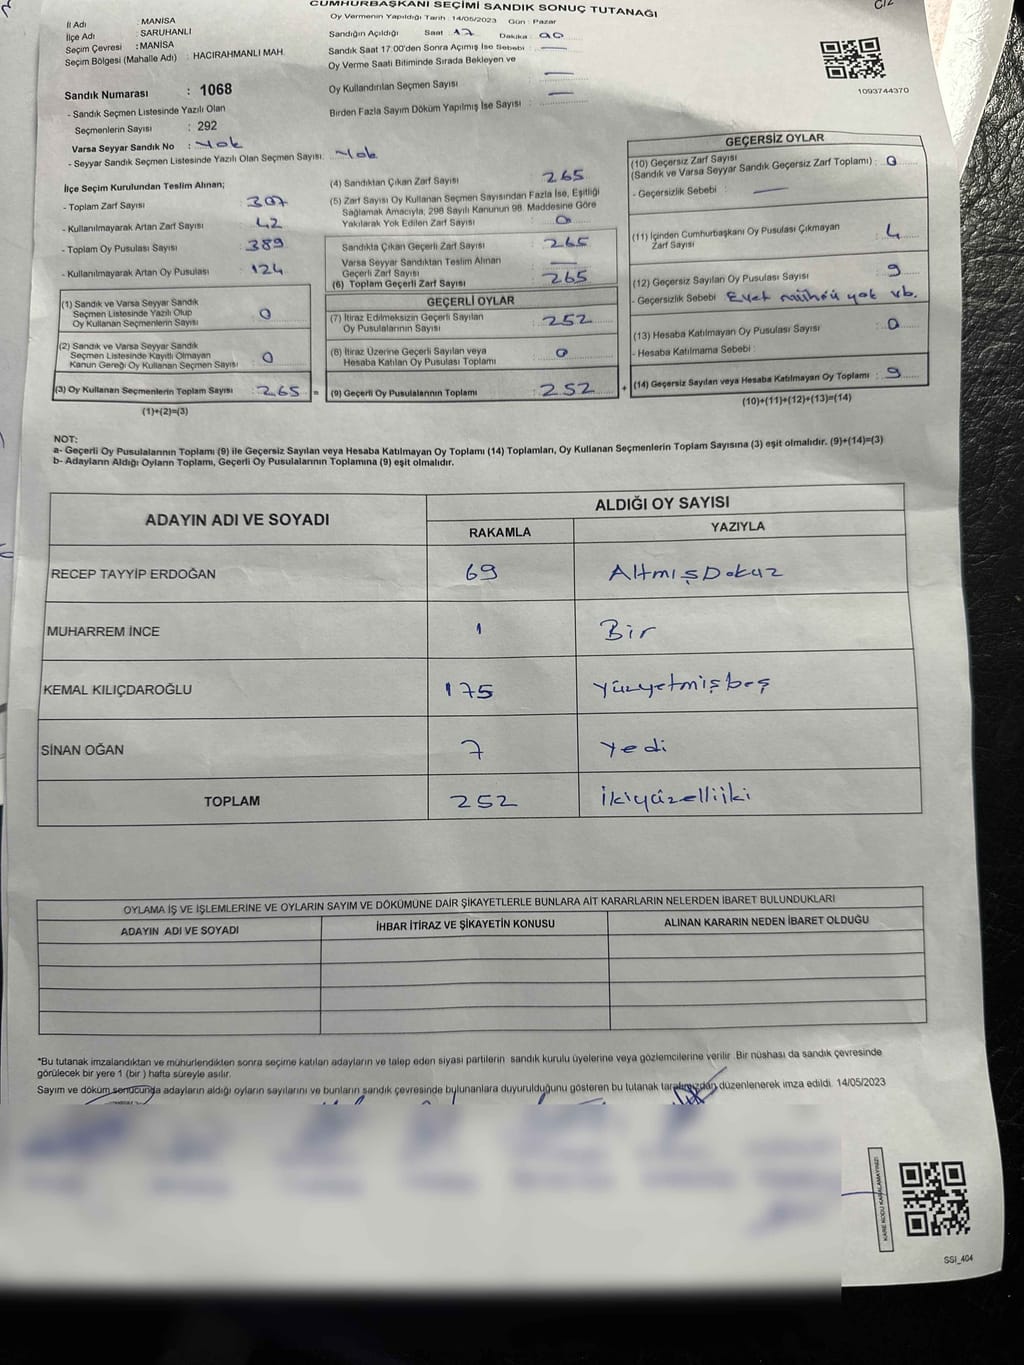 CUMHURBAŞKANI SEÇİMİ SANDIK SONUÇ TUTANAĞI
İl Adı : MANİSA
İlçe Adı : SARUHANLI
Seçim Çevresi : MANİSA
Seçim Bölgesi (Mahalle Adı) : HACIRAHMANLI MAH.
Sandık Numarası : 1068
- Sandık Seçmen Listesinde Yazılı Olan
Seçmenlerin Sayısı : 292
Varsa Seyyar Sandık No : Yok
- Seyyar Sandık Seçmen Listesinde Yazılı Olan Seçmen Sayısı: Yok
Oy Vermenin Yapıldığı Tarih : 14/05/2023 Gün : Pazar
Sandığın Açıldığı Saat : 17 Dakika : 00
Sandık Saat 17:00'den Sonra Açımış İse Sebebi : —
Oy Verme Saati Bitiminde Sırada Bekleyen ve
Oy Kullandırılan Seçmen Sayısı : —
Birden Fazla Sayım Döküm Yapılmış İse Sayısı : —
1093744370
İlçe Seçim Kurulundan Teslim Alınan;
- Toplam Zarf Sayısı : 307
- Kullanılmayarak Artan Zarf Sayısı : 42
- Toplam Oy Pusulası Sayısı : 389
- Kullanılmayarak Artan Oy Pusulası : 124
(1) Sandık ve Varsa Seyyar Sandık
Seçmen Listesinde Yazılı Olup
Oy Kullanan Seçmenlerin Sayısı : 0
(2) Sandık ve Varsa Seyyar Sandık
Seçmen Listesinde Kayıtlı Olmayan
Kanun Gereği Oy Kullanan Seçmen Sayısı : 0
(3) Oy Kullanan Seçmenlerin Toplam Sayısı : 265 =
(1)+(2)=(3)
(4) Sandıktan Çıkan Zarf Sayısı : 265
(5) Zarf Sayısı Oy Kullanan Seçmen Sayısından Fazla İse, Eşitliği
Sağlamak Amacıyla, 298 Sayılı Kanunun 98. Maddesine Göre
Yakılarak Yok Edilen Zarf Sayısı : 0
Sandıkta Çıkan Geçerli Zarf Sayısı : 265
Varsa Seyyar Sandıktan Teslim Alınan
Geçerli Zarf Sayısı : —
(6) Toplam Geçerli Zarf Sayısı : 265
GEÇERLİ OYLAR
(7) İtiraz Edilmeksizin Geçerli Sayılan
Oy Pusulalarının Sayısı : 252
(8) İtiraz Üzerine Geçerli Sayılan veya
Hesaba Katılan Oy Pusulası Toplamı : 0
(9) Geçerli Oy Pusulalarının Toplamı : 252 +
GEÇERSİZ OYLAR
(10) Geçersiz Zarf Sayısı
(Sandık ve Varsa Seyyar Sandık Geçersiz Zarf Toplamı) : 0
- Geçersizlik Sebebi : —
(11) İçinden Cumhurbaşkanı Oy Pusulası Çıkmayan
Zarf Sayısı : 4
(12) Geçersiz Sayılan Oy Pusulası Sayısı : 9
- Geçersizlik Sebebi : Evet mührü yok vb.
(13) Hesaba Katılmayan Oy Pusulası Sayısı : 0
- Hesaba Katılmama Sebebi :
(14) Geçersiz Sayılan veya Hesaba Katılmayan Oy Toplamı : 9
(10)+(11)+(12)+(13)=(14)
NOT:
a- Geçerli Oy Pusulalarının Toplamı (9) ile Geçersiz Sayılan veya Hesaba Katılmayan Oy Toplamı (14) Toplamları, Oy Kullanan Seçmenlerin Toplam Sayısına (3) eşit olmalıdır. (9)+(14)=(3)
b- Adayların Aldığı Oyların Toplamı, Geçerli Oy Pusulalarının Toplamına (9) eşit olmalıdır.
ADAYIN ADI VE SOYADI ALDIĞI OY SAYISI
RAKAMLA YAZIYLA
RECEP TAYYİP ERDOĞAN 69 AltmışDokuz
MUHARREM İNCE 1 Bir
KEMAL KILIÇDAROĞLU 175 Yüzyetmişbeş
SİNAN OĞAN 7 Yedi
TOPLAM 252 İkiyüzelliiki
OYLAMA İŞ VE İŞLEMLERİNE VE OYLARIN SAYIM VE DÖKÜMÜNE DAİR ŞİKAYETLERLE BUNLARA AİT KARARLARIN NELERDEN İBARET BULUNDUKLARI
ADAYIN ADI VE SOYADI İHBAR İTİRAZ VE ŞİKAYETİN KONUSU ALINAN KARARIN NEDEN İBARET OLDUĞU
*Bu tutanak imzalandıktan ve mühürlendikten sonra seçime katılan adayların ve talep eden siyasi partilerin sandık kurulu üyelerine veya gözlemcilerine verilir. Bir nüshası da sandık çevresinde
görülecek bir yere 1 (bir ) hafta süreyle asılır.
Sayım ve döküm sonucunda adayların aldığı oyların sayılarını ve bunların sandık çevresinde bulunanlara duyurulduğunu gösteren bu tutanak tarafımızdan düzenlenerek imza edildi. 14/05/2023
KARE KODU KARALAMAYINIZ!
SSI_404